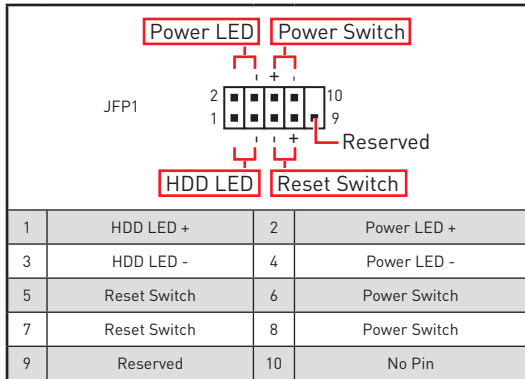 Power LED Power Switch
- + -
JFP1
2 10
1 9
- - +
Reserved
HDD LED Reset Switch
1 HDD LED + 2 Power LED +
3 HDD LED - 4 Power LED -
5 Reset Switch 6 Power Switch
7 Reset Switch 8 Power Switch
9 Reserved 10 No Pin